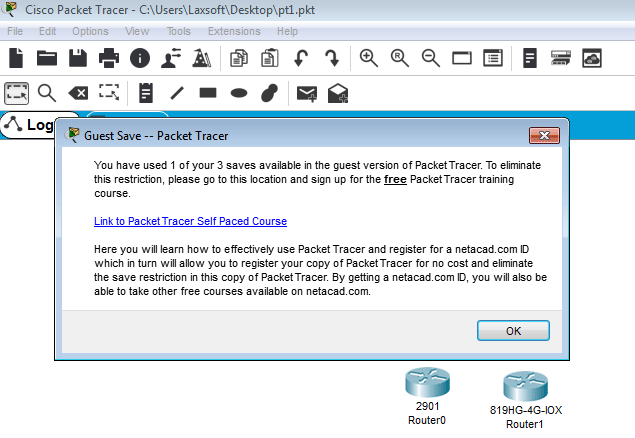 Cisco Packet Tracer - C:\Users\Laxsoft\Desktop\pt1.pkt
File Edit Options View Tools Extensions Help
Log
Guest Save -- Packet Tracer
You have used 1 of your 3 saves available in the guest version of Packet Tracer. To eliminate
this restriction, please go to this location and sign up for the free Packet Tracer training
course.
Link to Packet Tracer Self Paced Course
Here you will learn how to effectively use Packet Tracer and register for a netacad.com ID
which in turn will allow you to register your copy of Packet Tracer for no cost and eliminate
the save restriction in this copy of Packet Tracer. By getting a netacad.com ID, you will also be
able to take other free courses available on netacad.com.
OK
2901
Router0
819HG-4G-IOX
Router1